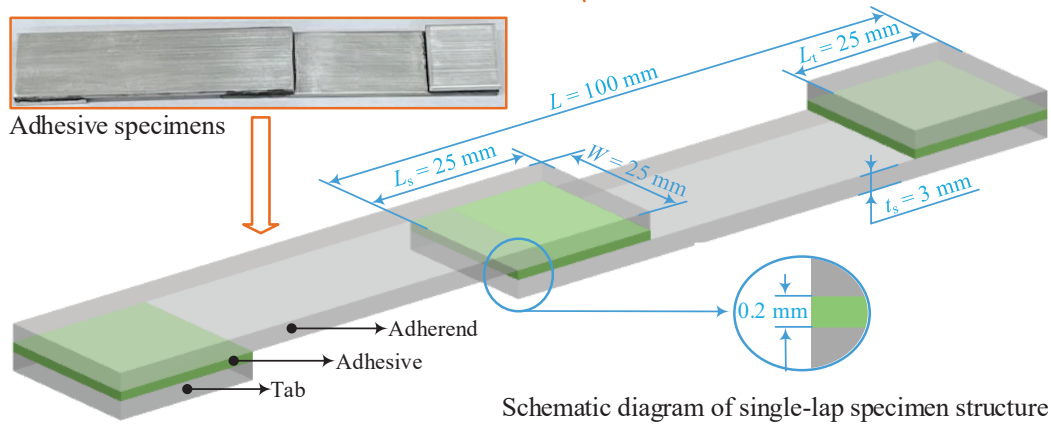 Adhesive specimens
L = 100 mm
Lt = 25 mm
Ls = 25 mm
W = 25 mm
ts = 3 mm
0.2 mm
Adherend
Adhesive
Tab
Schematic diagram of single-lap specimen structure